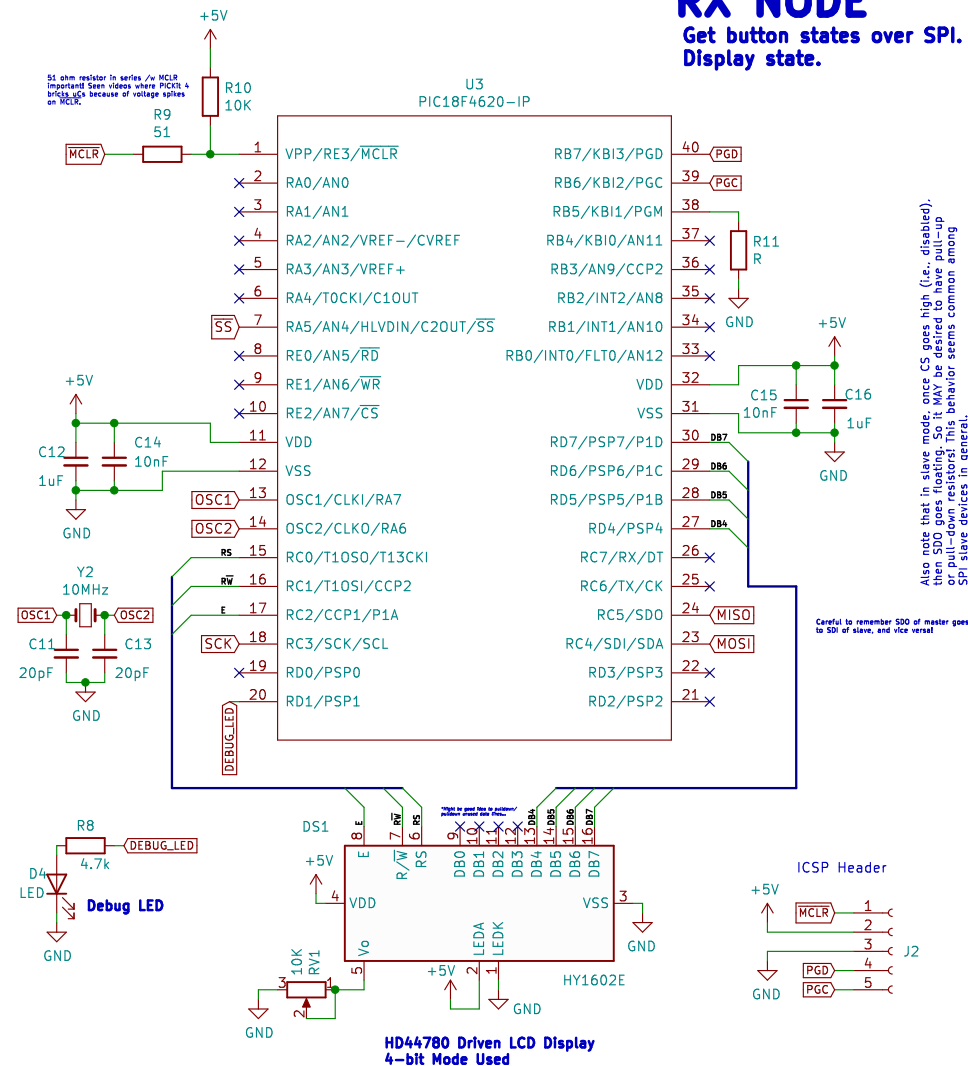 RX NODE
Get button states over SPI.
Display state.
+5V
51 ohm resistor in series /w MCLR
important! Seen videos where PICKit 4
bricks uCs because of voltage spikes
on MCLR.
R10
10K
R9
51
MCLR
U3
PIC18F4620-IP
1 VPP/RE3/MCLR
2 RA0/AN0
3 RA1/AN1
4 RA2/AN2/VREF-/CVREF
5 RA3/AN3/VREF+
6 RA4/T0CKI/C1OUT
SS 7 RA5/AN4/HLVDIN/C2OUT/SS
8 RE0/AN5/RD
9 RE1/AN6/WR
10 RE2/AN7/CS
11 VDD
12 VSS
OSC1 13 OSC1/CLKI/RA7
OSC2 14 OSC2/CLKO/RA6
RS 15 RC0/T1OSO/T13CKI
RW 16 RC1/T1OSI/CCP2
E 17 RC2/CCP1/P1A
SCK 18 RC3/SCK/SCL
19 RD0/PSP0
20 RD1/PSP1
DEBUG_LED
RB7/KBI3/PGD 40 PGD
RB6/KBI2/PGC 39 PGC
RB5/KBI1/PGM 38
RB4/KBI0/AN11 37
RB3/AN9/CCP2 36
RB2/INT2/AN8 35
RB1/INT1/AN10 34
RB0/INT0/FLT0/AN12 33
VDD 32
VSS 31
RD7/PSP7/P1D 30 DB7
RD6/PSP6/P1C 29 DB6
RD5/PSP5/P1B 28 DB5
RD4/PSP4 27 DB4
RC7/RX/DT 26
RC6/TX/CK 25
RC5/SDO 24 MISO
RC4/SDI/SDA 23 MOSI
RD3/PSP3 22
RD2/PSP2 21
R11
R
GND
+5V
C15
10nF
C16
1uF
GND
+5V
C12
1uF
C14
10nF
GND
Y2
10MHz
OSC1
OSC2
C11
20pF
C13
20pF
GND
Also note that in slave mode, once CS goes high (i.e., disabled),
then SDO goes floating. So it MAY be desired to have pull-up
or pull-down resistors! This behavior seems common among
SPI slave devices in general.
Careful to remember SDO of master goes
to SDI of slave, and vice versa!
R8
4.7k
DEBUG_LED
D4
LED
Debug LED
GND
*Might be good idea to pulldown/
pulldown unused data lines...
DS1
E RW RS DB4 DB5 DB6 DB7
8 7 6 9 10 11 12 13 14 15 16
E R/W RS DB0 DB1 DB2 DB3 DB4 DB5 DB6 DB7
+5V
4 VDD
VSS 3
GND
Vo LEDA LEDK
5 2 1
HY1602E
10K
RV1
3 1
2
GND
+5V
GND
HD44780 Driven LCD Display
4-bit Mode Used
ICSP Header
+5V
MCLR 1
2
3
PGD 4
PGC 5
J2
GND